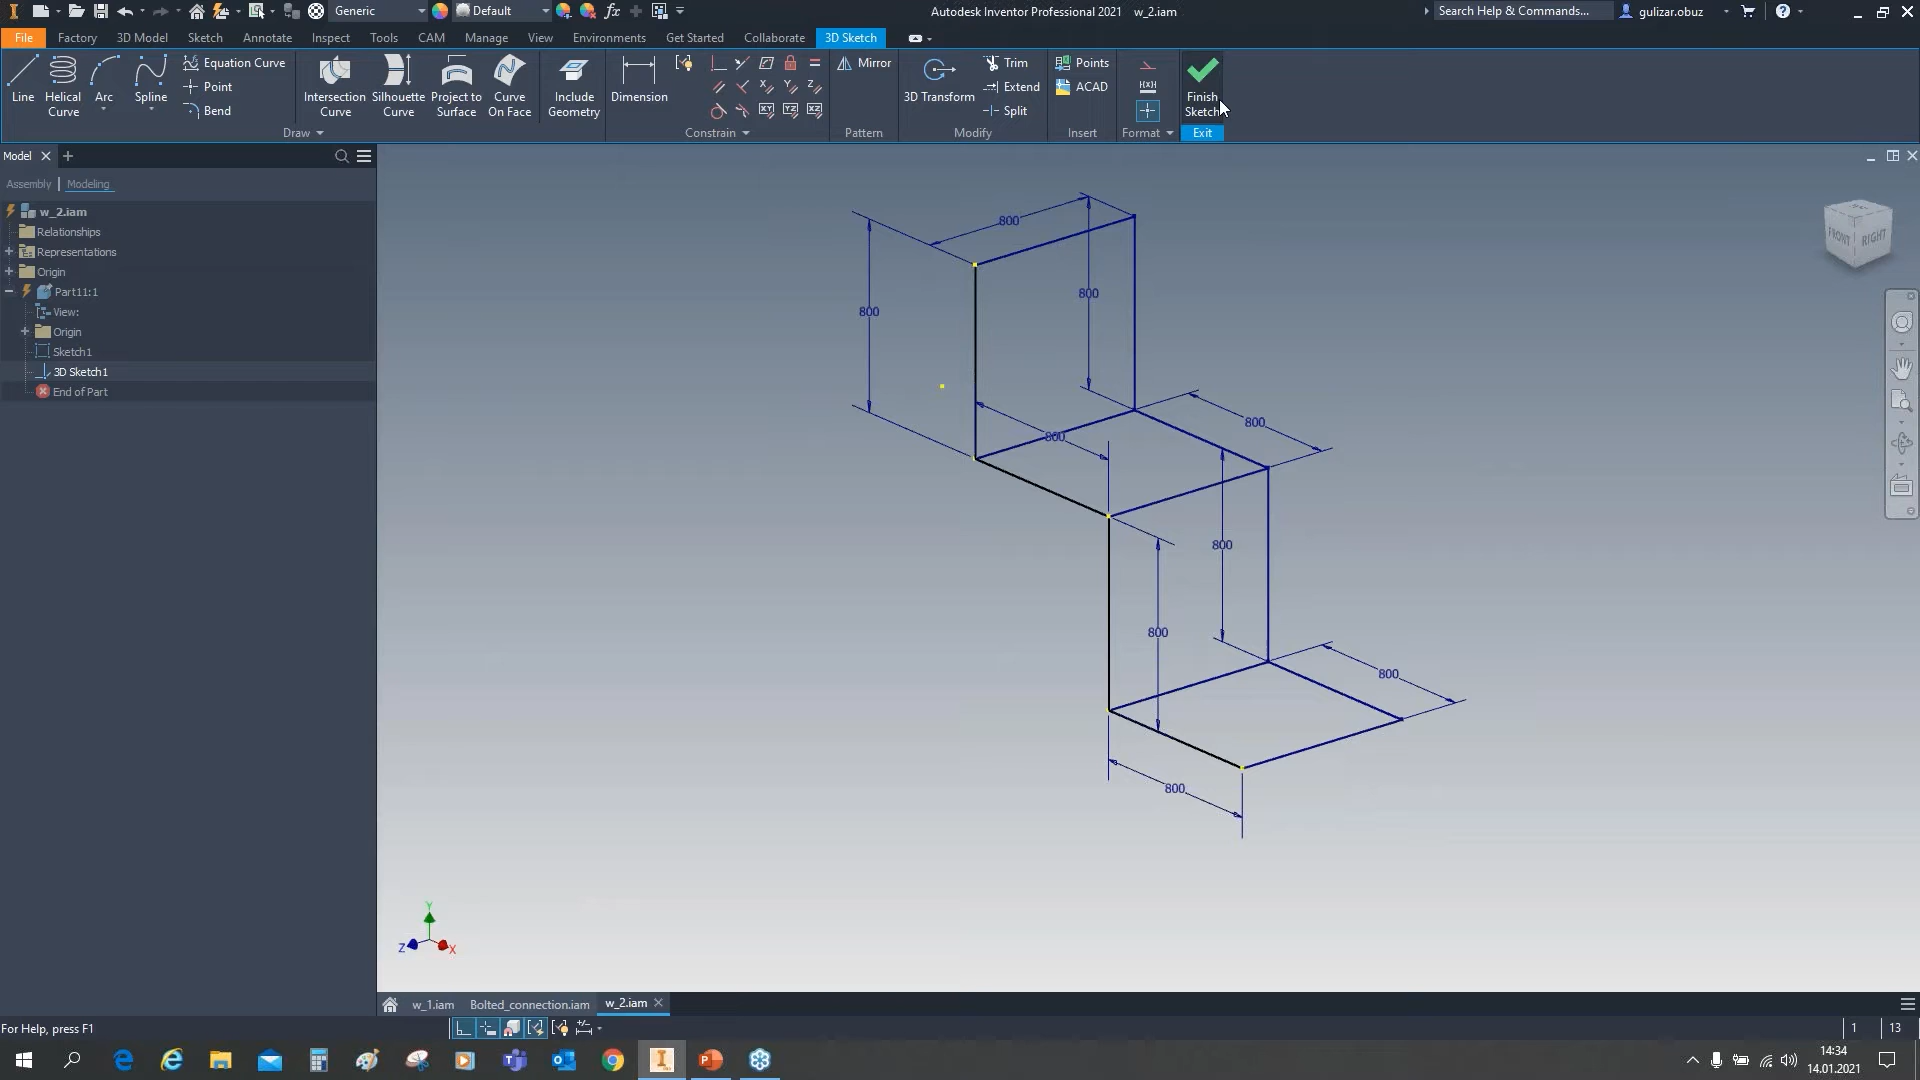 Generic Default Autodesk Inventor Professional 2021 w_2.iam Search Help & Commands... gulizar.obuz
File Factory 3D Model Sketch Annotate Inspect Tools CAM Manage View Environments Get Started Collaborate 3D Sketch
Line Helical Curve Arc Spline Equation Curve Point Bend Intersection Curve Silhouette Curve Project to Surface Curve On Face Include Geometry Dimension Mirror 3D Transform Trim Extend Split Points ACAD Finish Sketch
Draw Constrain Pattern Modify Insert Format Exit
Model
Assembly Modeling
w_2.iam
Relationships
Representations
Origin
Part11:1
View:
Origin
Sketch1
3D Sketch1
End of Part
FRONT RIGHT
800
800
800
800
800
800
800
800
800
Y
Z X
w_1.iam Bolted_connection.iam w_2.iam
For Help, press F1 1 13
14:34
14.01.2021